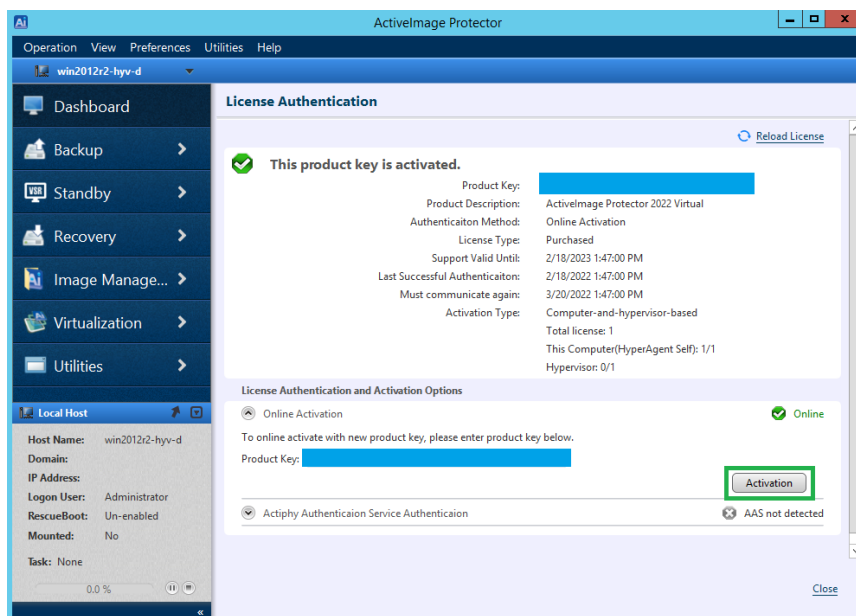 Ai
ActiveImage Protector
Operation View Preferences Utilities Help
win2012r2-hyv-d
Dashboard
Backup
VSR Standby
Recovery
Ai Image Manage...
Virtualization
Utilities
Local Host
Host Name: win2012r2-hyv-d
Domain:
IP Address:
Logon User: Administrator
RescueBoot: Un-enabled
Mounted: No
Task: None
0.0 %
«
License Authentication
Reload License
This product key is activated.
Product Key:
Product Description: ActiveImage Protector 2022 Virtual
Authenticaiton Method: Online Activation
License Type: Purchased
Support Valid Until: 2/18/2023 1:47:00 PM
Last Successful Authenticaiton: 2/18/2022 1:47:00 PM
Must communicate again: 3/20/2022 1:47:00 PM
Activation Type: Computer-and-hypervisor-based
Total license: 1
This Computer(HyperAgent Self): 1/1
Hypervisor: 0/1
License Authentication and Activation Options
Online Activation Online
To online activate with new product key, please enter product key below.
Product Key:
Activation
Actiphy Authenticaion Service Authenticaion AAS not detected
Close